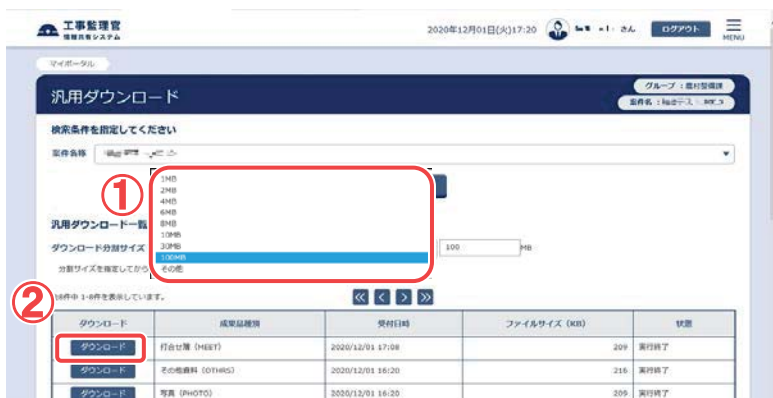 工事監理官
情報共有システム
2020年12月01日(火)17:20
さん
ログアウト
MENU
マイポータル
汎用ダウンロード
グループ：農村整備課
案件名：
検索条件を指定してください
案件名称
①
1MB
2MB
4MB
6MB
8MB
10MB
30MB
100MB
その他
汎用ダウンロード一覧
ダウンロード分割サイズ
100
MB
分割サイズを指定してから
②
16件中 1-8件を表示しています。
ダウンロード
成果品種別
受付日時
ファイルサイズ (KB)
状態
ダウンロード
打合せ簿 (MEET)
2020/12/01 17:08
209
実行終了
ダウンロード
その他資料 (OTHRS)
2020/12/01 16:20
216
実行終了
ダウンロード
写真 (PHOTO)
2020/12/01 16:20
209
実行終了